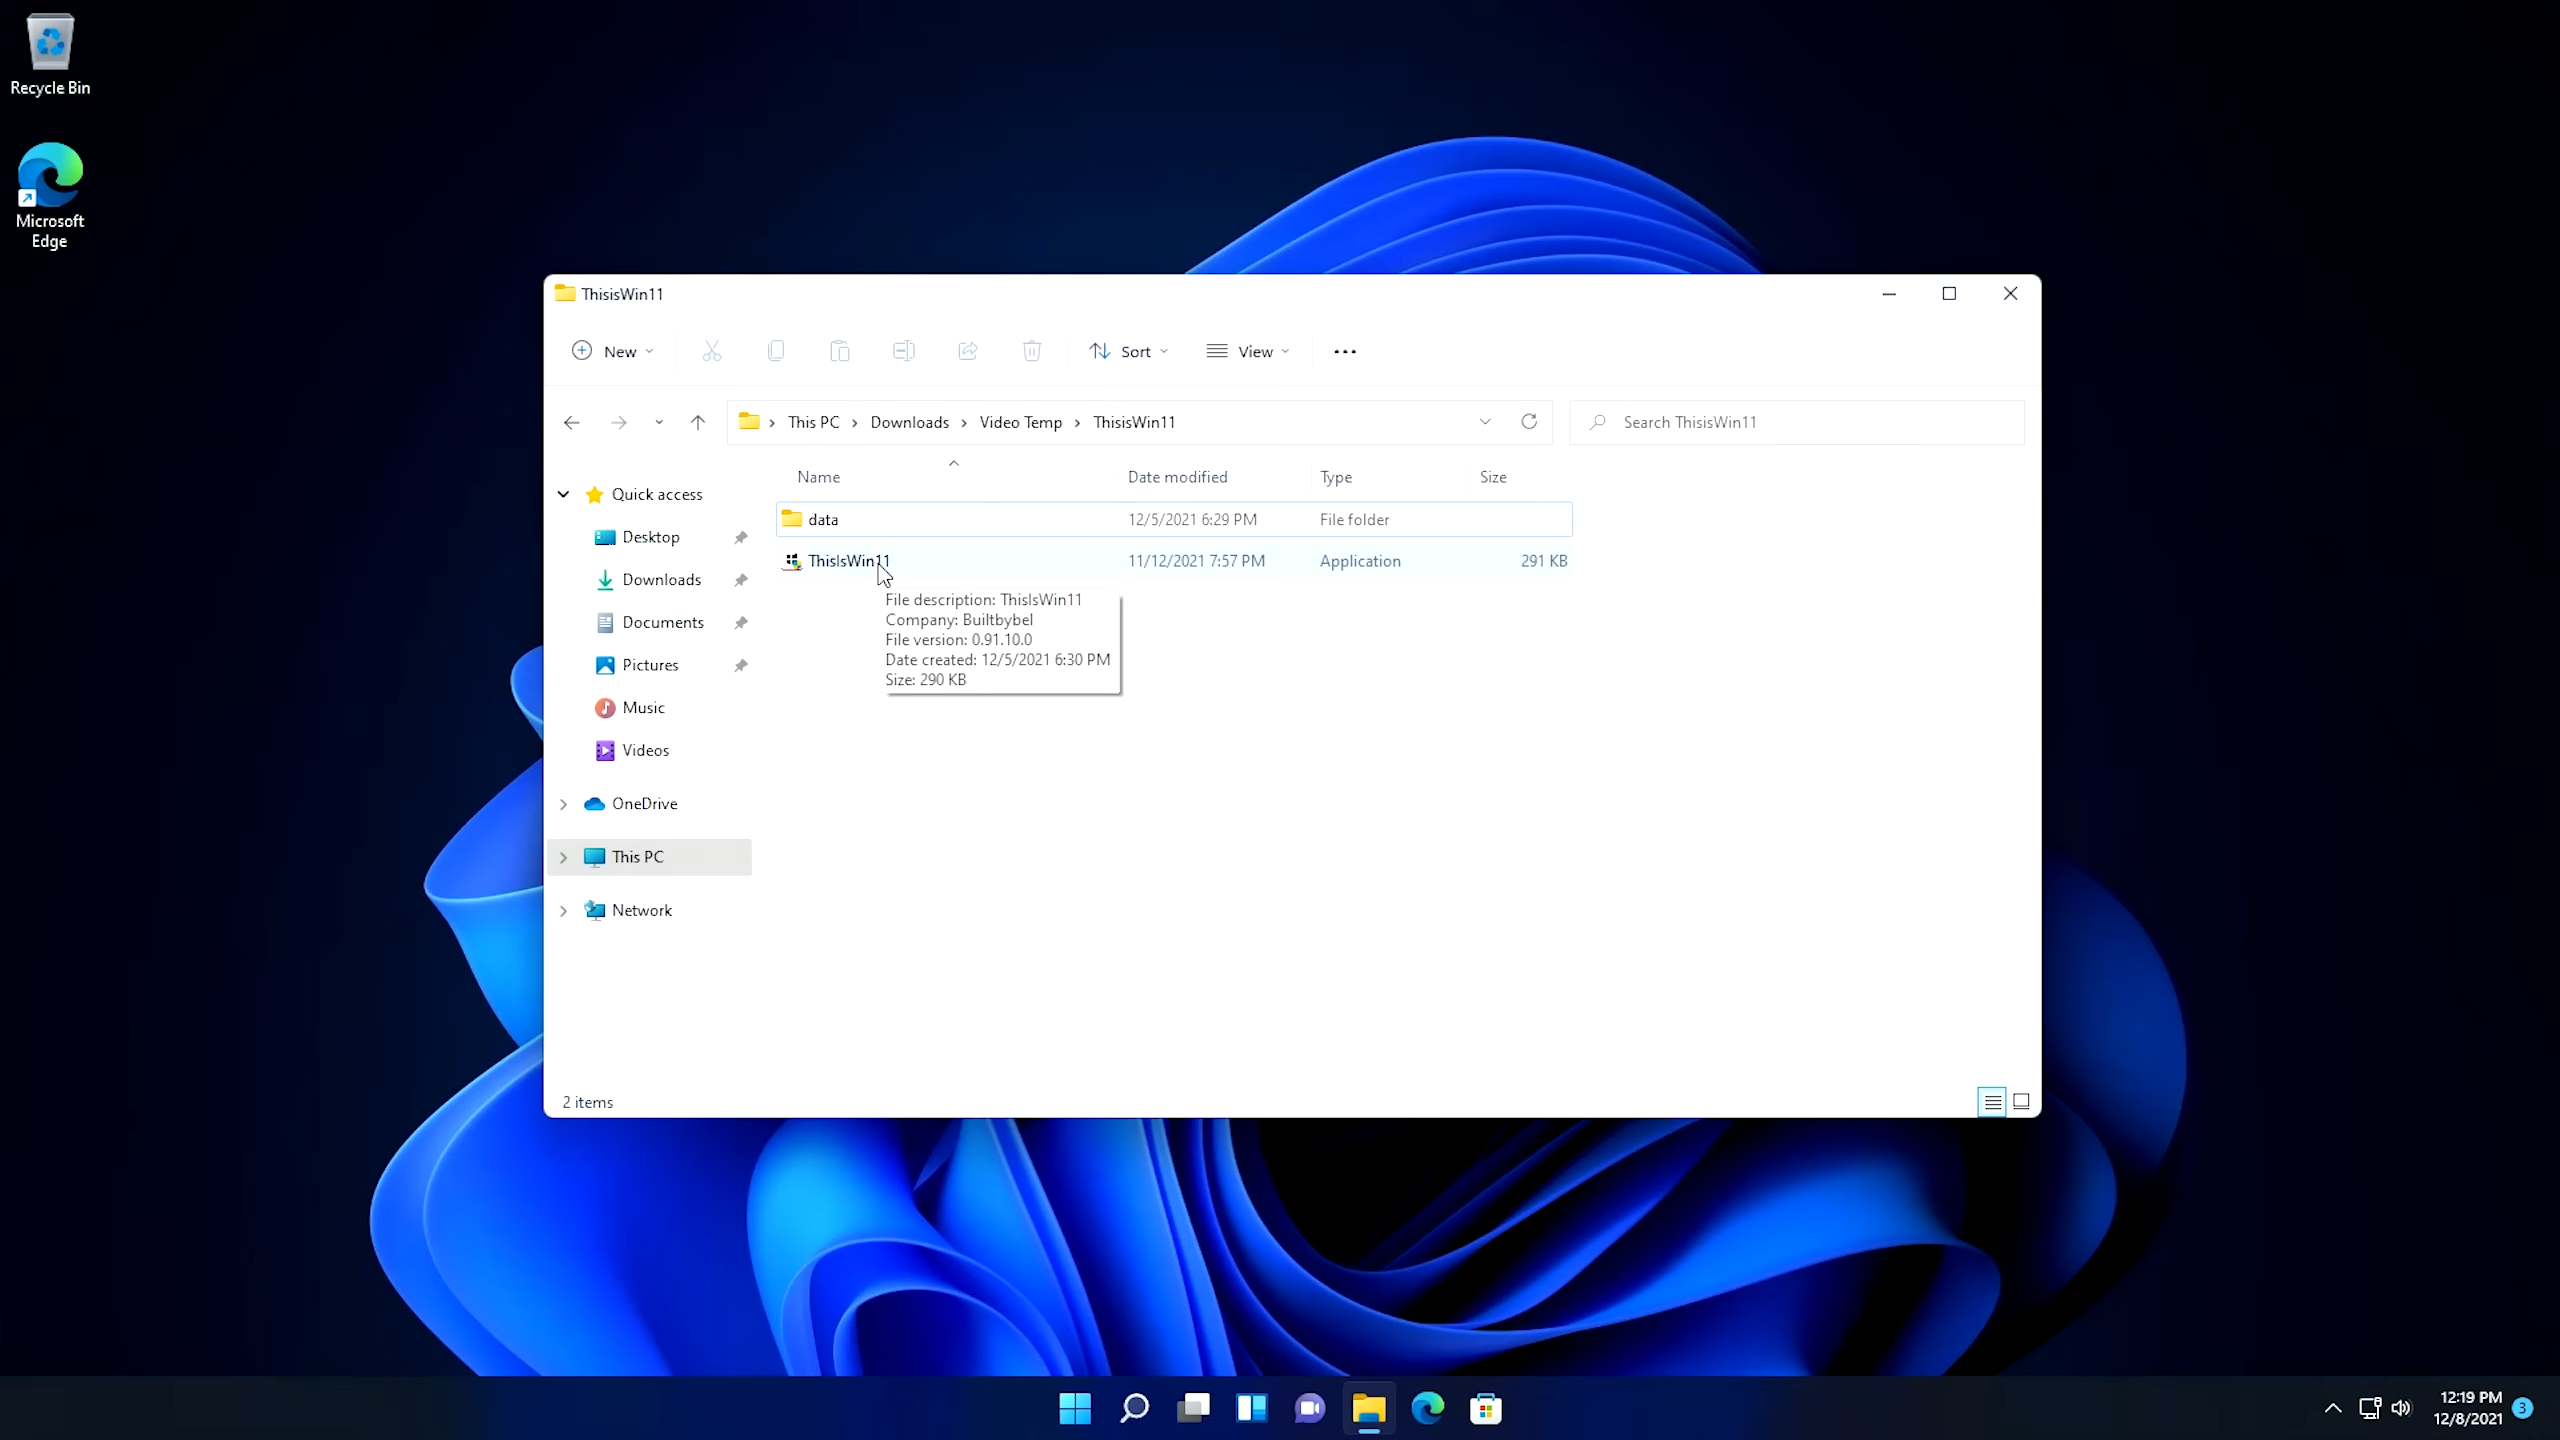 Recycle Bin
Microsoft
Edge
ThisisWin11
New
Sort
View
This PC
Downloads
Video Temp
ThisisWin11
Search ThisisWin11
Name
Date modified
Type
Size
Quick access
Desktop
Downloads
Documents
Pictures
Music
Videos
OneDrive
This PC
Network
data
12/5/2021 6:29 PM
File folder
ThisIsWin11
11/12/2021 7:57 PM
Application
291 KB
File description: ThisIsWin11
Company: Builtbybel
File version: 0.91.10.0
Date created: 12/5/2021 6:30 PM
Size: 290 KB
2 items
12:19 PM
12/8/2021
3